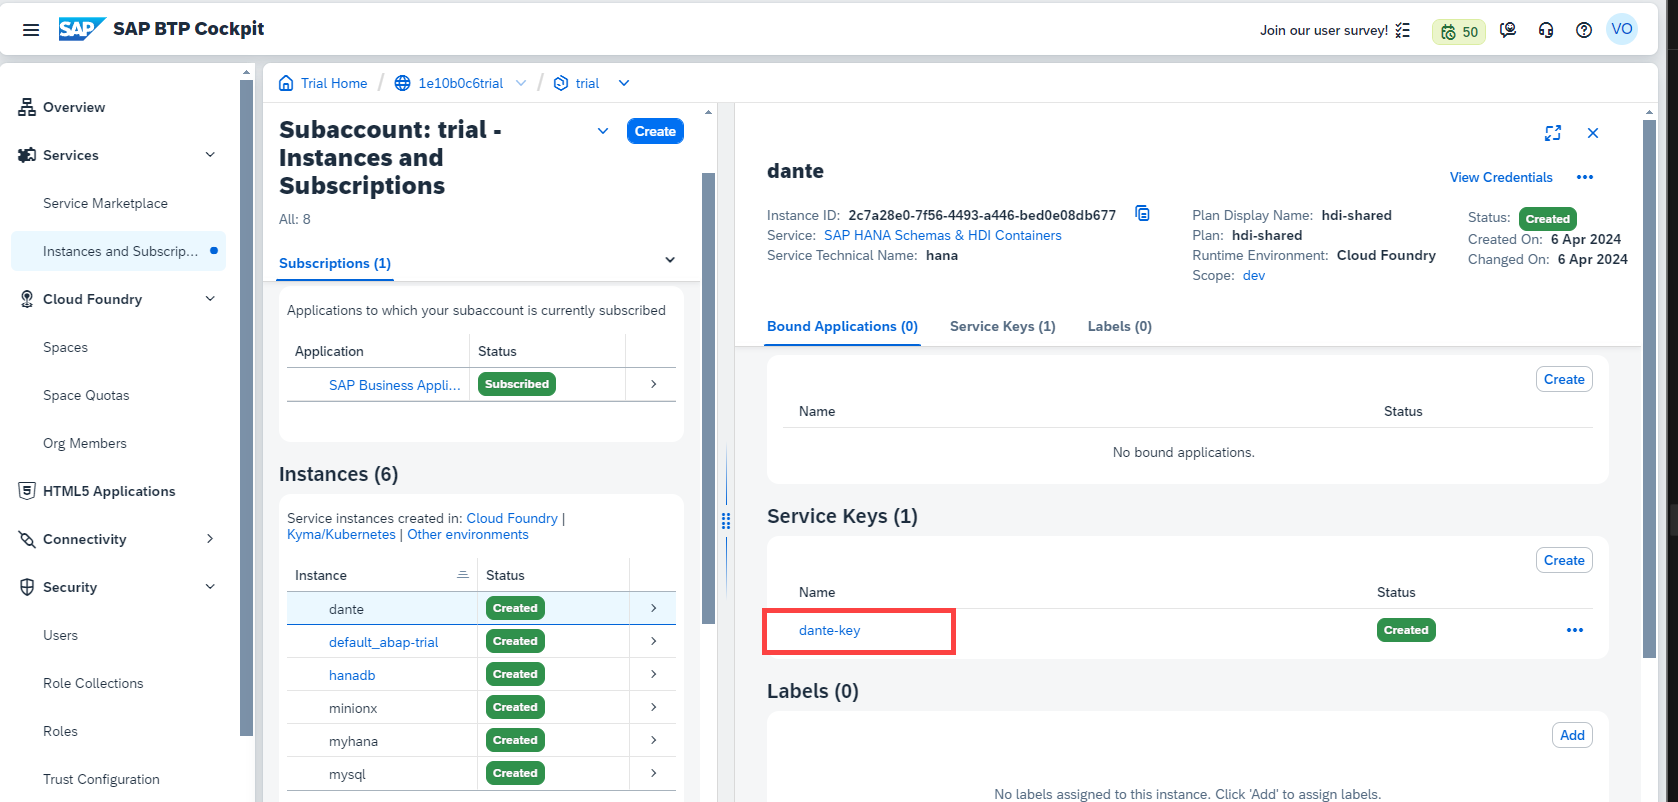 SAP SAP BTP Cockpit
Join our user survey! 50 VO
Overview
Services
Service Marketplace
Instances and Subscrip...
Cloud Foundry
Spaces
Space Quotas
Org Members
HTML5 Applications
Connectivity
Security
Users
Role Collections
Roles
Trust Configuration
Trial Home / 1e10b0c6trial / trial
Subaccount: trial -
Instances and
Subscriptions
Create
All: 8
Subscriptions (1)
Applications to which your subaccount is currently subscribed
Application Status
SAP Business Appli... Subscribed
Instances (6)
Service instances created in: Cloud Foundry |
Kyma/Kubernetes | Other environments
Instance Status
dante Created
default_abap-trial Created
hanadb Created
minionx Created
myhana Created
mysql Created
dante
View Credentials
Instance ID: 2c7a28e0-7f56-4493-a446-bed0e08db677
Service: SAP HANA Schemas & HDI Containers
Service Technical Name: hana
Plan Display Name: hdi-shared
Plan: hdi-shared
Runtime Environment: Cloud Foundry
Scope: dev
Status: Created
Created On: 6 Apr 2024
Changed On: 6 Apr 2024
Bound Applications (0) Service Keys (1) Labels (0)
Create
Name Status
No bound applications.
Service Keys (1)
Create
Name Status
dante-key Created
Labels (0)
Add
No labels assigned to this instance. Click 'Add' to assign labels.